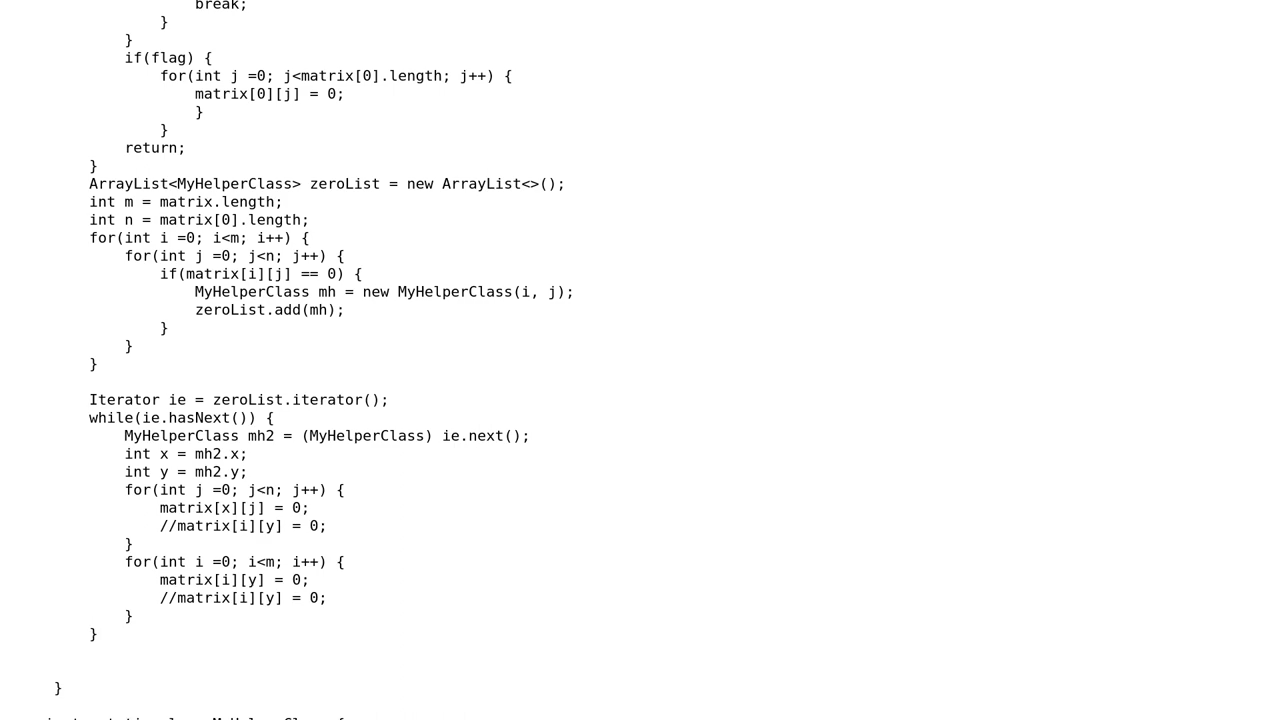 break;
            }
        }
        if(flag) {
            for(int j =0; j<matrix[0].length; j++) {
                matrix[0][j] = 0;
                }
            }
        return;
    }
    ArrayList<MyHelperClass> zeroList = new ArrayList<>();
    int m = matrix.length;
    int n = matrix[0].length;
    for(int i =0; i<m; i++) {
        for(int j =0; j<n; j++) {
            if(matrix[i][j] == 0) {
                MyHelperClass mh = new MyHelperClass(i, j);
                zeroList.add(mh);
            }
        }
    }

    Iterator ie = zeroList.iterator();
    while(ie.hasNext()) {
        MyHelperClass mh2 = (MyHelperClass) ie.next();
        int x = mh2.x;
        int y = mh2.y;
        for(int j =0; j<n; j++) {
            matrix[x][j] = 0;
            //matrix[i][y] = 0;
        }
        for(int i =0; i<m; i++) {
            matrix[i][y] = 0;
            //matrix[i][y] = 0;
        }
    }


}